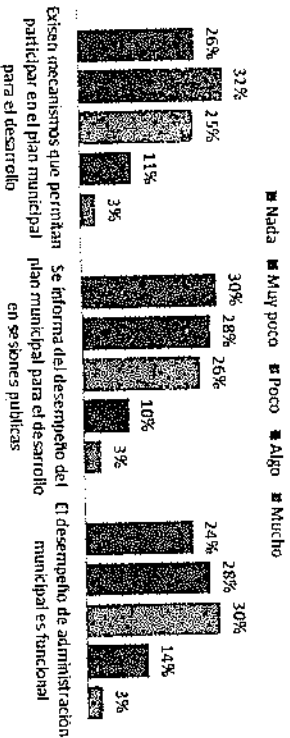 Nada Muy poco Poco Algo Mucho
26%
32%
25%
11%
3%
30%
28%
26%
10%
3%
24%
28%
30%
14%
3%
Existen mecanismos que permitan
participar en el plan municipal
para el desarrollo
Se informa del desempeño del
plan municipal para el desarrollo
en sesiones publicas
El desempeño de administración
municipal es funcional